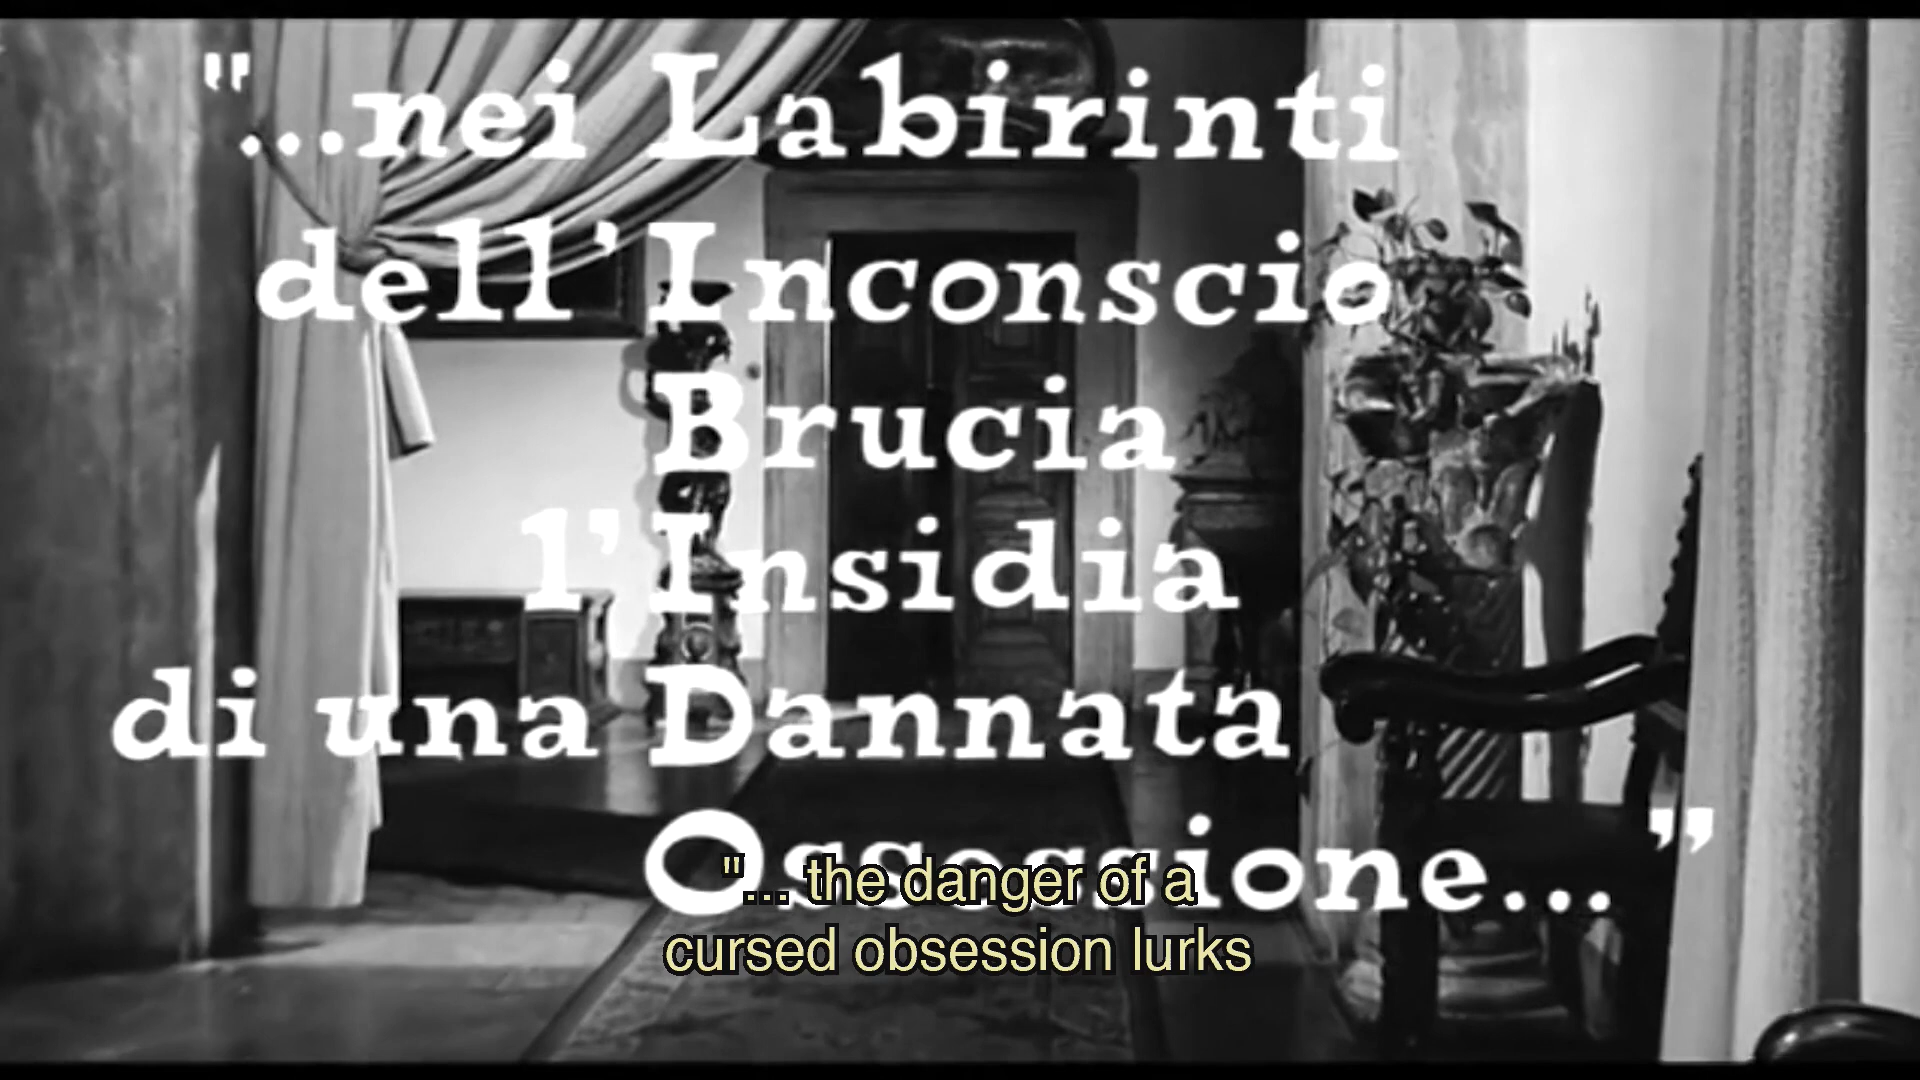 "...nei Labirinti
dell'Inconscio
Brucia
l'Insidia
di una Dannata
Ossessione..."
"... the danger of a
cursed obsession lurks